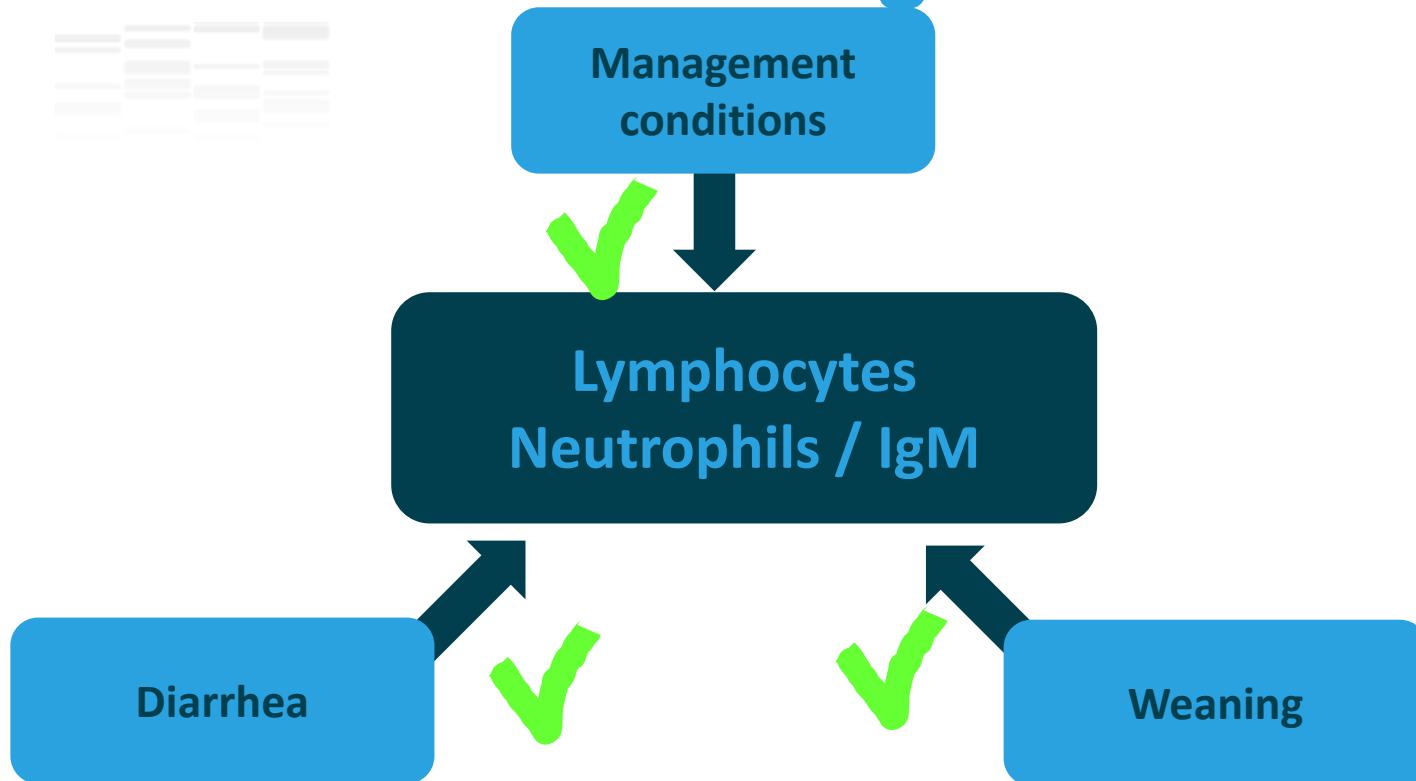 Management
conditions
Lymphocytes
Neutrophils / IgM
Diarrhea
Weaning